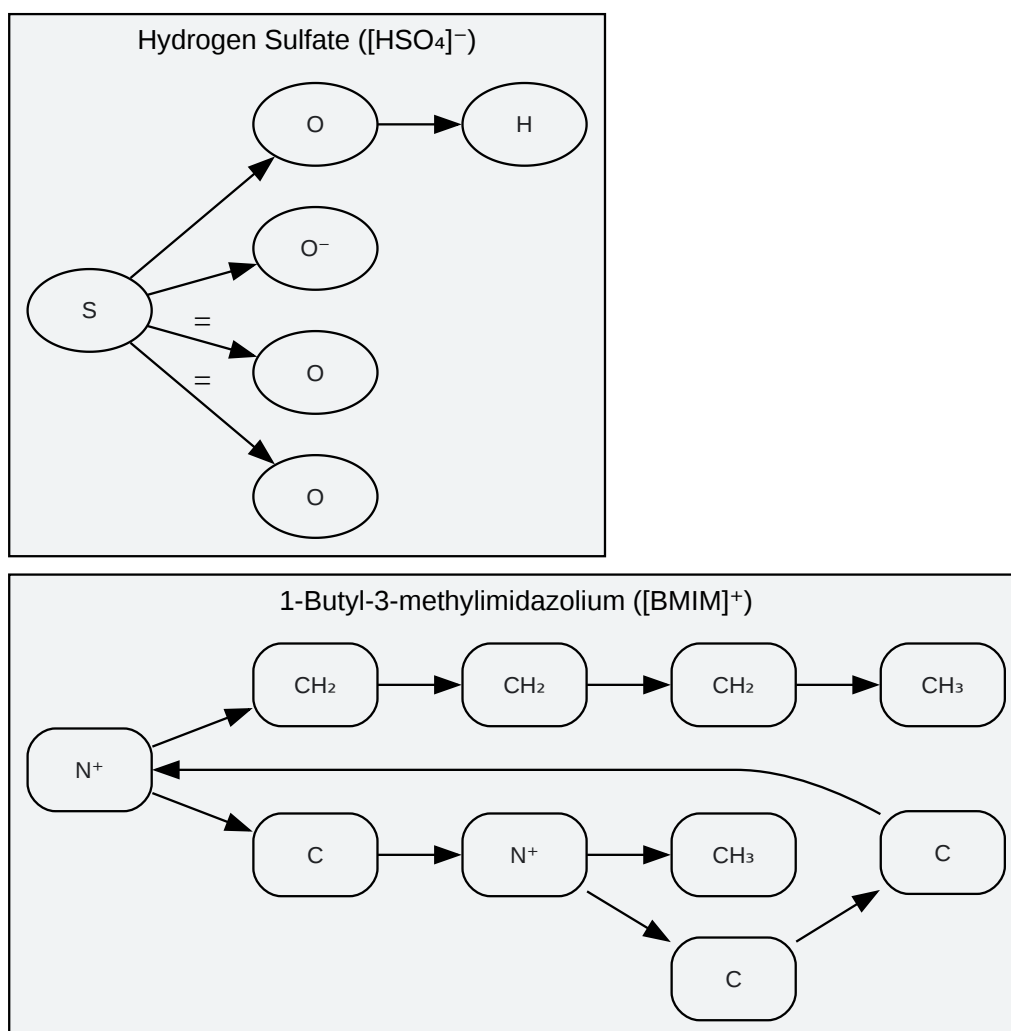 Hydrogen Sulfate ([HSO₄]⁻)
O
H
O⁻
S
=
O
=
O
1-Butyl-3-methylimidazolium ([BMIM]⁺)
CH₂
CH₂
CH₂
CH₃
N⁺
C
N⁺
CH₃
C
C